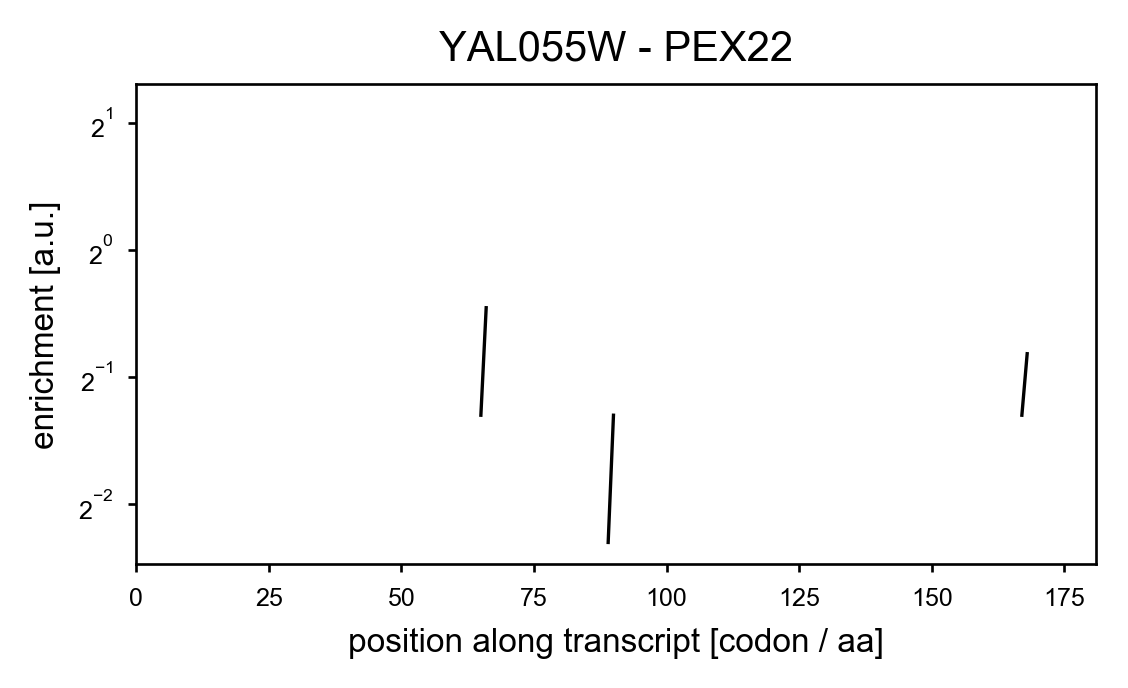 YAL055W - PEX22
enrichment [a.u.]
2^1
2^0
2^−1
2^−2
0 25 50 75 100 125 150 175
position along transcript [codon / aa]